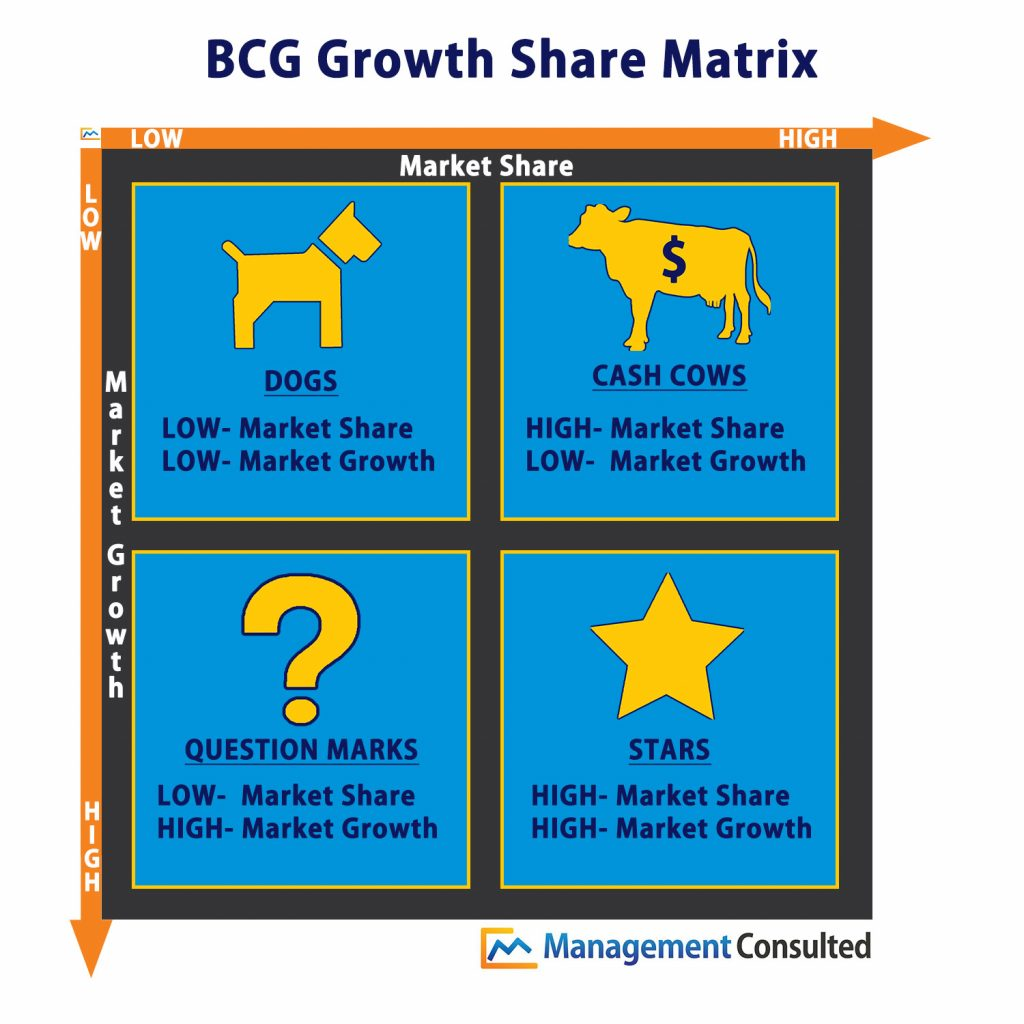 BCG Growth Share Matrix
LOW
HIGH
Market Share
LOW
Market Growth
HIGH
DOGS
LOW- Market Share
LOW- Market Growth
$
CASH COWS
HIGH- Market Share
LOW- Market Growth
?
QUESTION MARKS
LOW- Market Share
HIGH- Market Growth
STARS
HIGH- Market Share
HIGH- Market Growth
Management Consulted